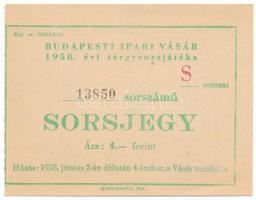 BUDAPESTI IPARI VÁSÁR
1958. évi tárgysorsjátéka
S
13850 sorszámú
SORSJEGY
Ára: 4.— forint
Húzás: 1958. június 2-án délután 4 órakor, a Vásár területén